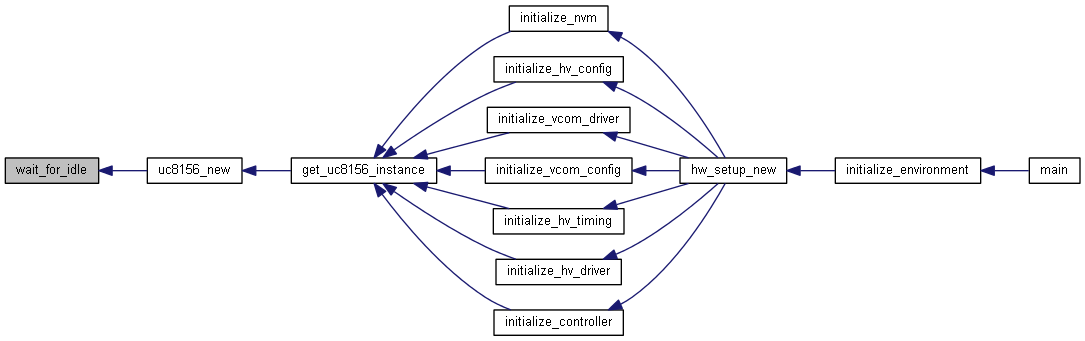 initialize_nvm
initialize_hv_config
initialize_vcom_driver
wait_for_idle
uc8156_new
get_uc8156_instance
initialize_vcom_config
hw_setup_new
initialize_environment
main
initialize_hv_timing
initialize_hv_driver
initialize_controller